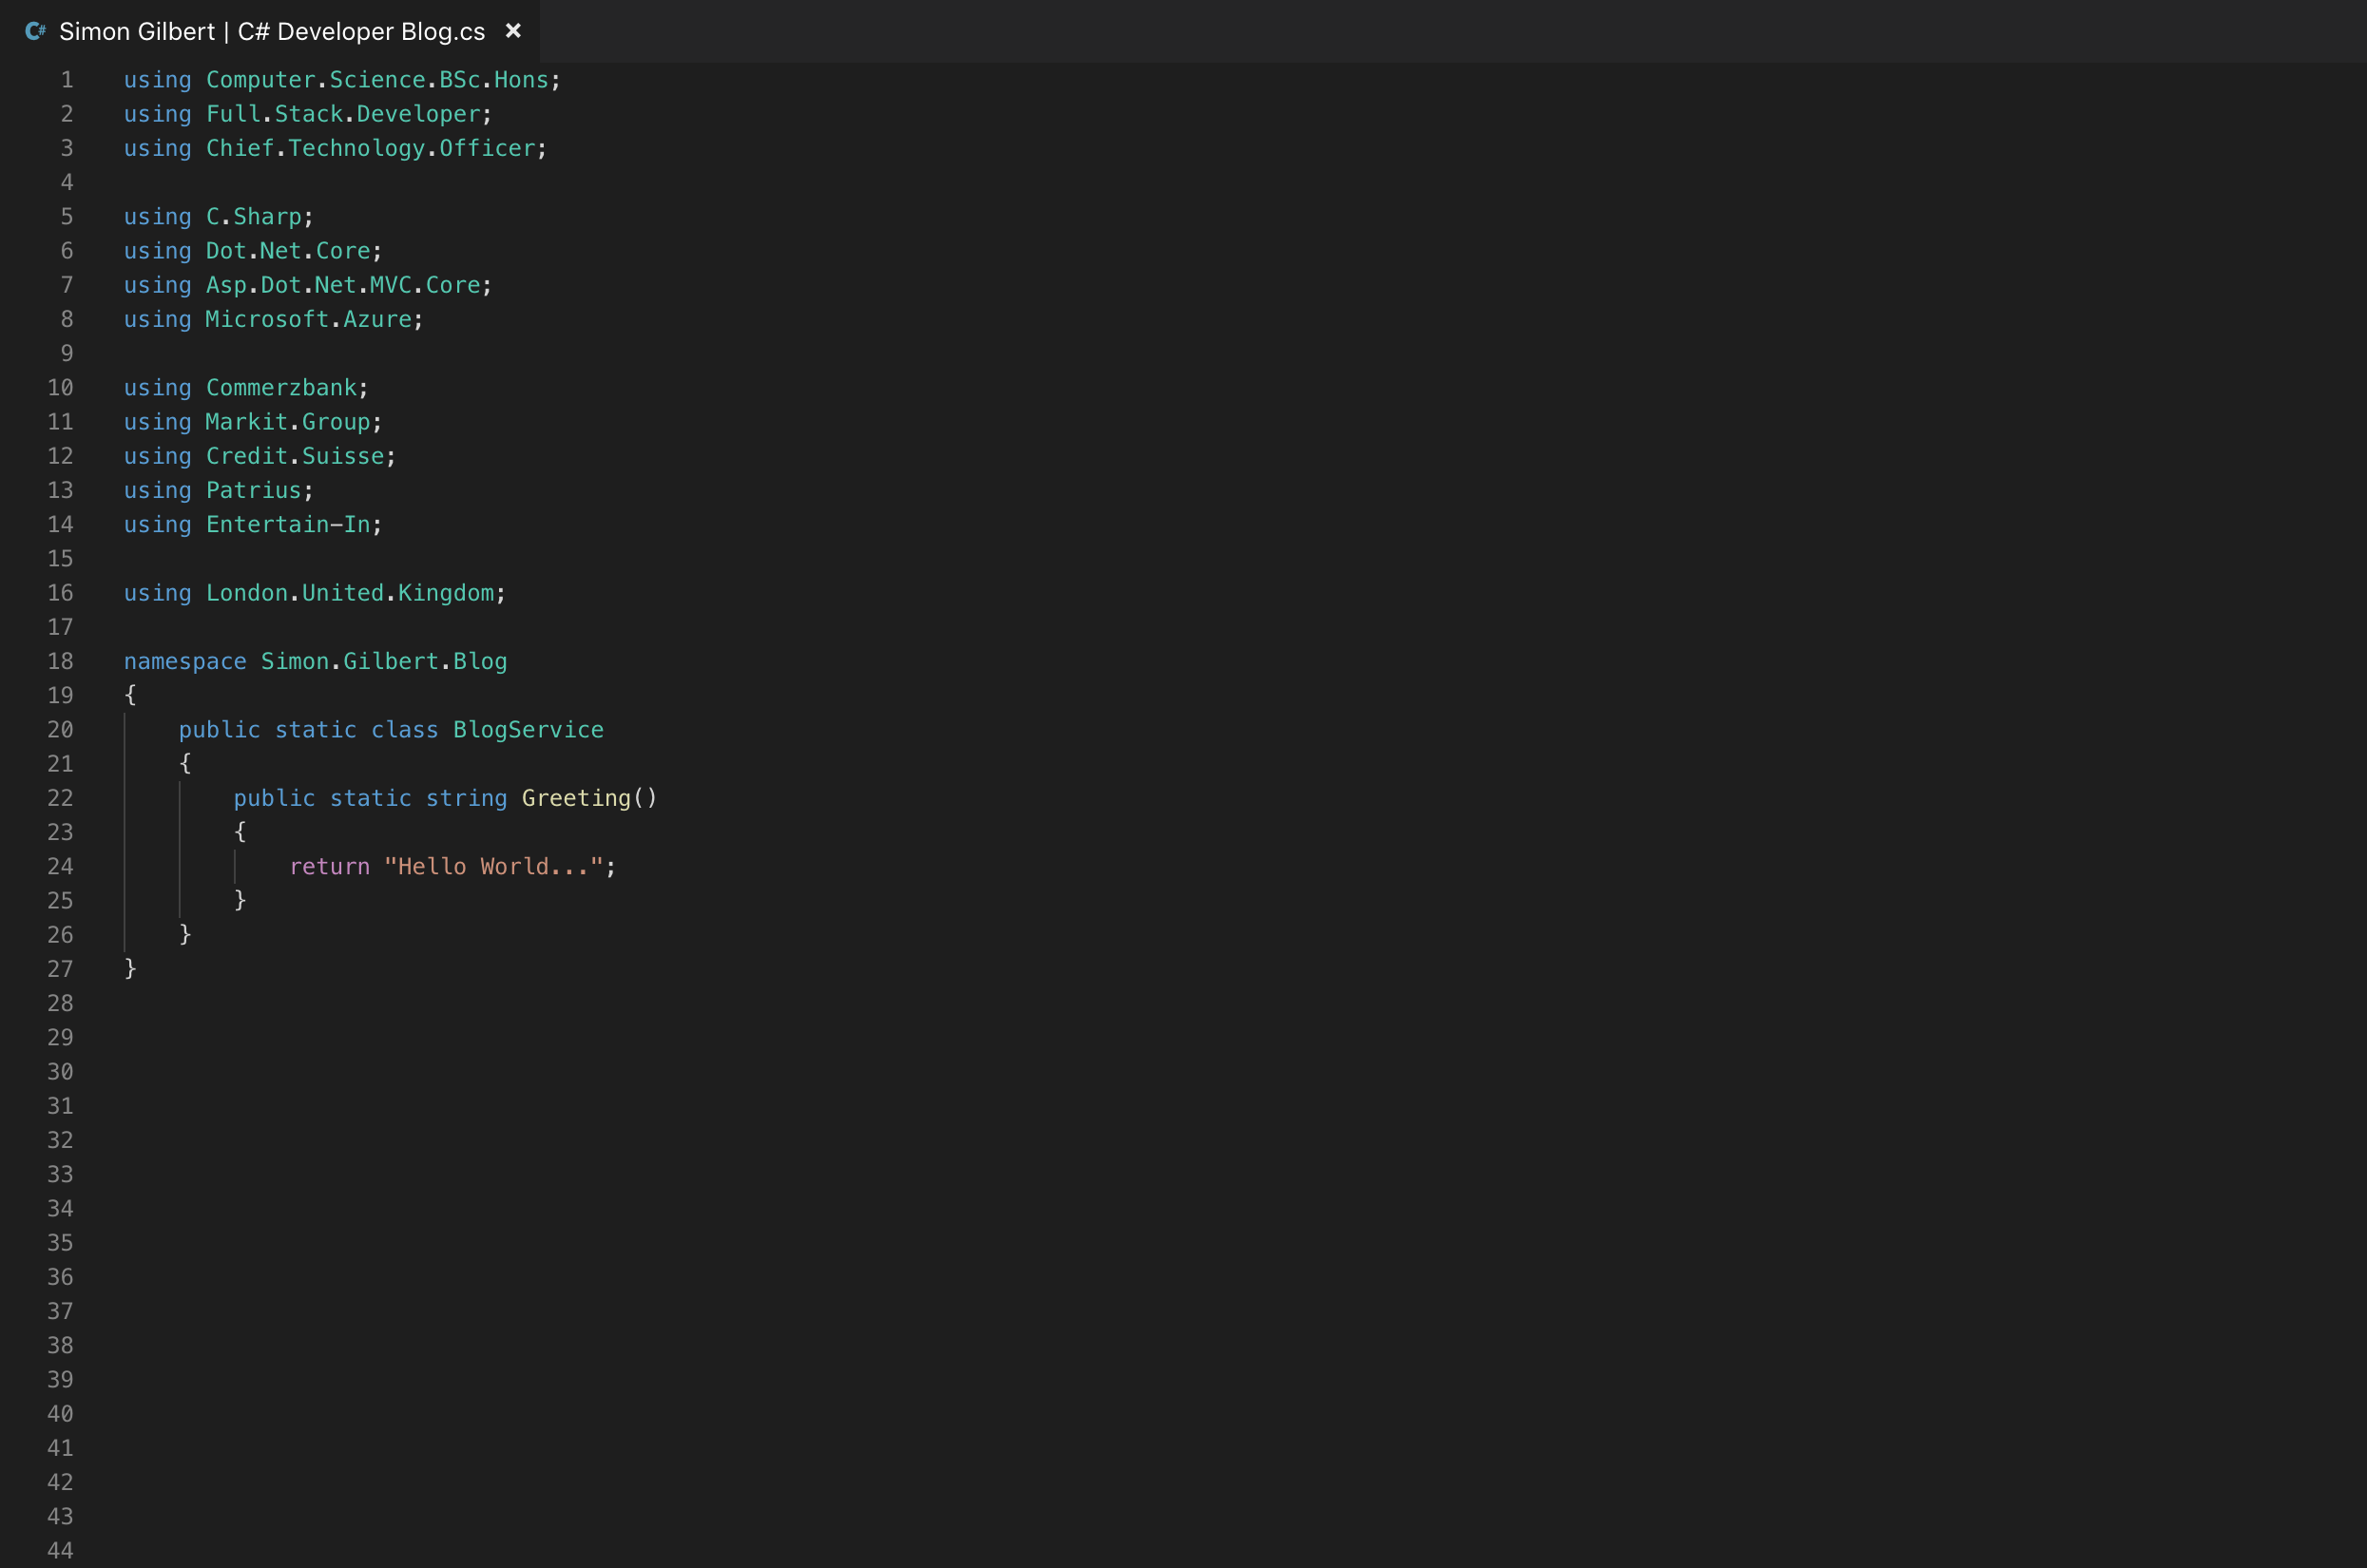 C# Simon Gilbert | C# Developer Blog.cs ×
1 using Computer.Science.BSc.Hons;
2 using Full.Stack.Developer;
3 using Chief.Technology.Officer;
4
5 using C.Sharp;
6 using Dot.Net.Core;
7 using Asp.Dot.Net.MVC.Core;
8 using Microsoft.Azure;
9
10 using Commerzbank;
11 using Markit.Group;
12 using Credit.Suisse;
13 using Patrius;
14 using Entertain-In;
15
16 using London.United.Kingdom;
17
18 namespace Simon.Gilbert.Blog
19 {
20     public static class BlogService
21     {
22         public static string Greeting()
23         {
24             return "Hello World...";
25         }
26     }
27 }
28
29
30
31
32
33
34
35
36
37
38
39
40
41
42
43
44